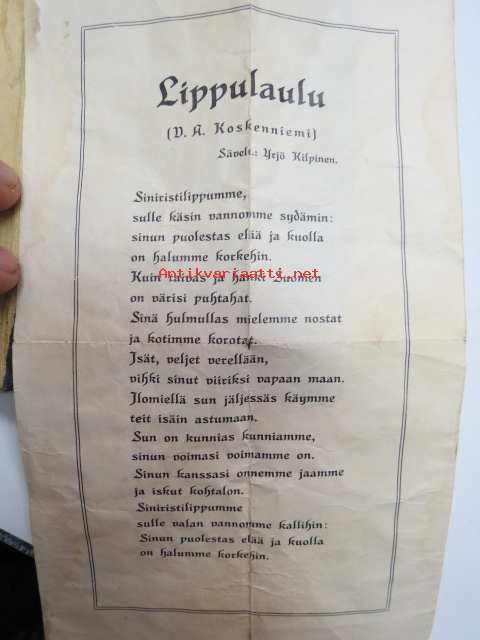 Lippulaulu
(V. A. Koskenniemi)
Sävelt.: Yrjö Kilpinen.
Siniristilippumme,
sulle käsin vannomme sydämin:
sinun puolestas elää ja kuolla
on halumme korkehin.
Kuin taivas ja hanki Suomen
Antikvariaatti.net
on värisi puhtahat.
Sinä hulmullas mielemme nostat
ja kotimme korotat.
Isät, veljet verellään,
vihki sinut viiriksi vapaan maan.
Ilomiellä sun jäljessäs käymme
teit isäin astumaan.
Sun on kunnias kunniamme,
sinun voimasi voimamme on.
Sinun kanssasi onnemme jaamme
ja iskut kohtalon.
Siniristilippumme
sulle valan vannomme kallihin:
Sinun puolestas elää ja kuolla
on halumme korkehin.